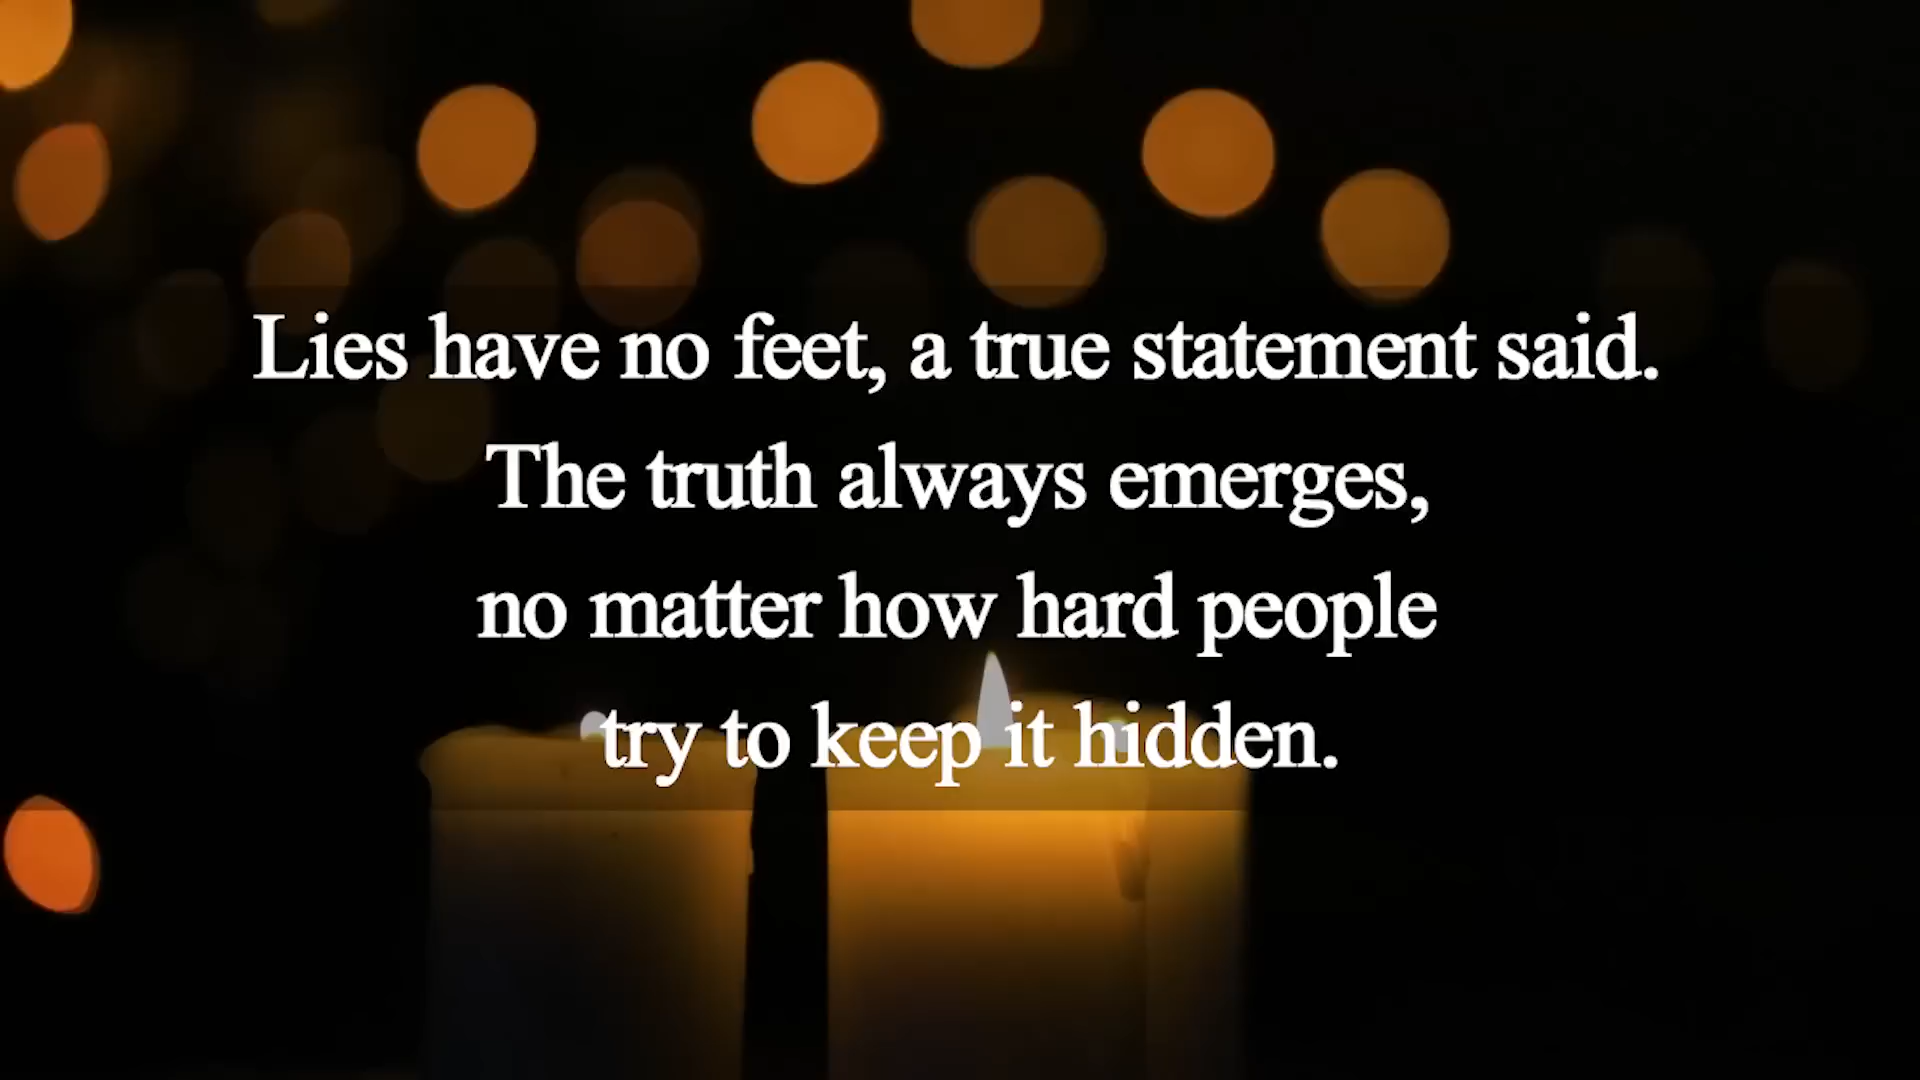 Lies have no feet, a true statement said.
The truth always emerges,
no matter how hard people
try to keep it hidden.